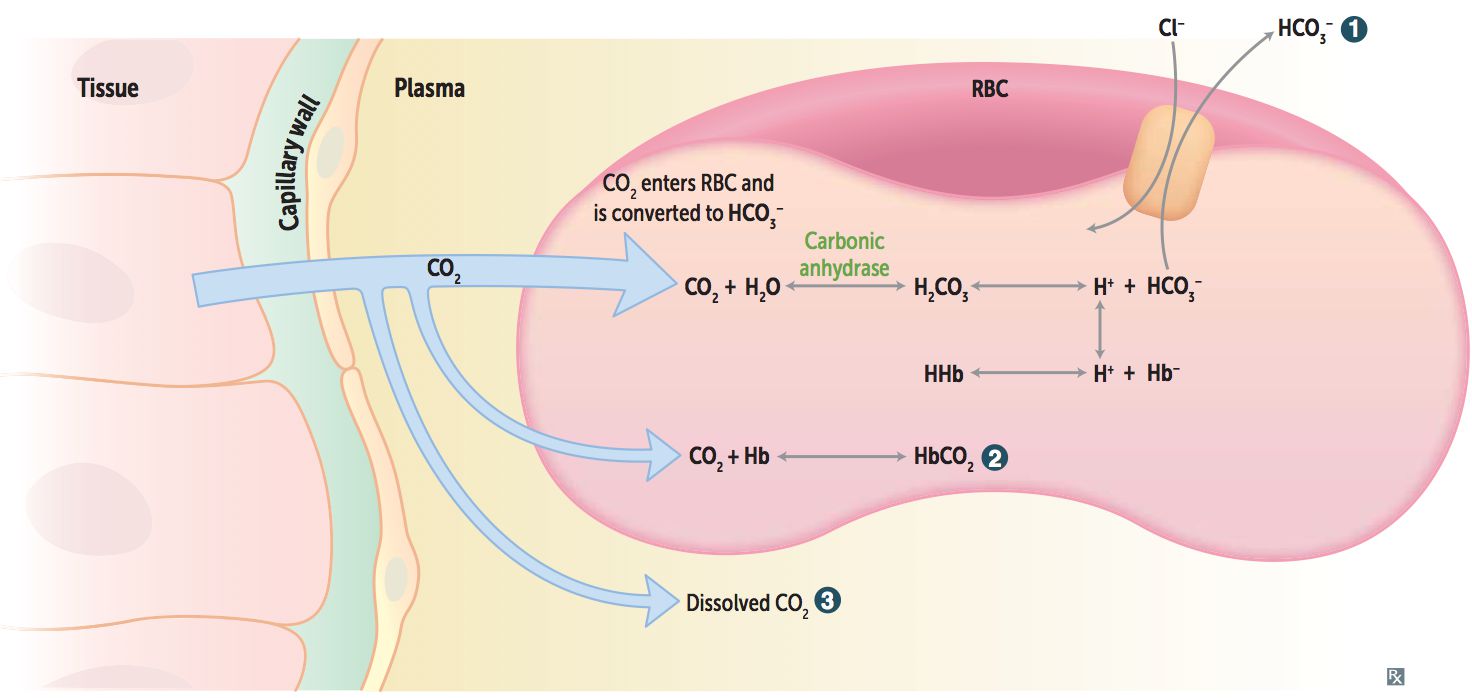 Cl⁻
HCO₃⁻ 1
Tissue
Capillary wall
Plasma
RBC
CO₂ enters RBC and
is converted to HCO₃⁻
Carbonic
anhydrase
CO₂
CO₂ + H₂O
H₂CO₃
H⁺ + HCO₃⁻
HHb
H⁺ + Hb⁻
CO₂ + Hb
HbCO₂ 2
Dissolved CO₂ 3
Rx